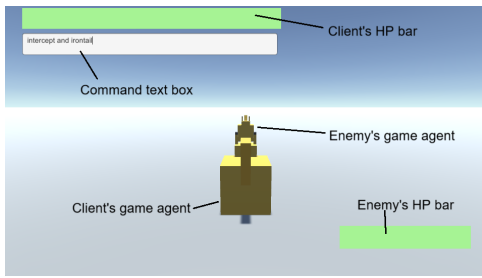 Client's HP bar
intercept and irontail
Command text box
Enemy's game agent
Client's game agent
Enemy's HP bar